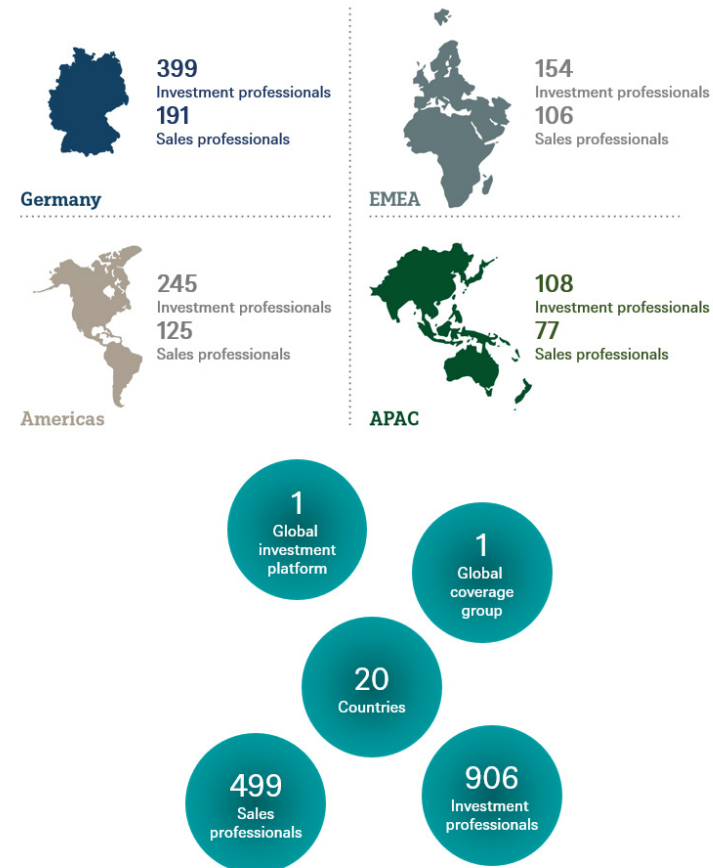 399
Investment professionals
191
Sales professionals
Germany
154
Investment professionals
106
Sales professionals
EMEA
245
Investment professionals
125
Sales professionals
Americas
108
Investment professionals
77
Sales professionals
APAC
1
Global
investment
platform
1
Global
coverage
group
20
Countries
499
Sales
professionals
906
Investment
professionals